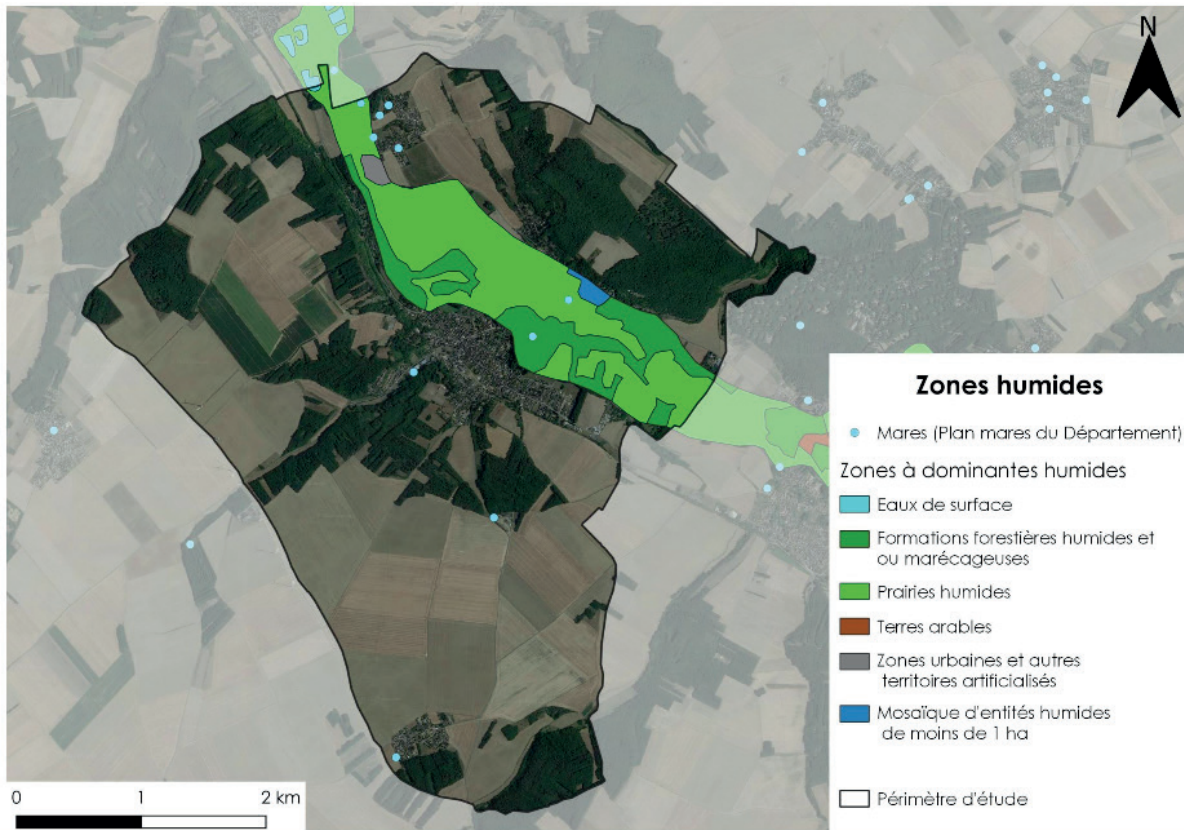 N
Zones humides
Mares (Plan mares du Département)
Zones à dominantes humides
Eaux de surface
Formations forestières humides et
ou marécageuses
Prairies humides
Terres arables
Zones urbaines et autres
territoires artificialisés
Mosaïque d'entités humides
de moins de 1 ha
Périmètre d'étude
0 1 2 km